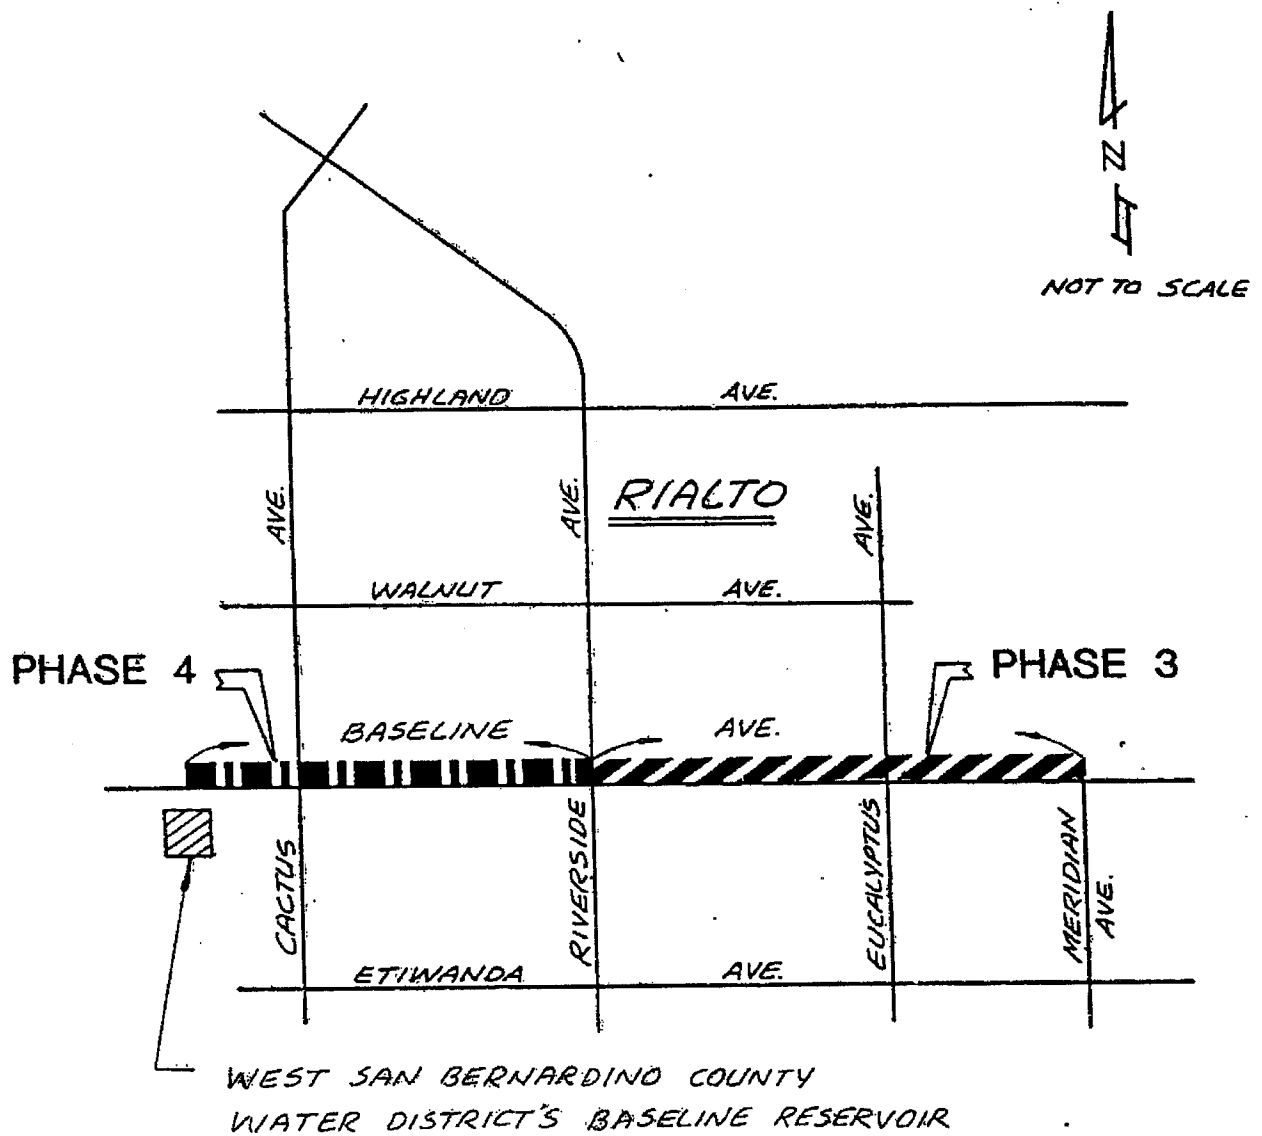 N
NOT TO SCALE
HIGHLAND AVE.
AVE.
AVE.
RIALTO
AVE.
WALNUT AVE.
PHASE 4
PHASE 3
BASELINE AVE.
CACTUS
RIVERSIDE
EUCALYPTUS
MERIDIAN AVE.
ETIWANDA AVE.
WEST SAN BERNARDINO COUNTY
WATER DISTRICT'S BASELINE RESERVOIR